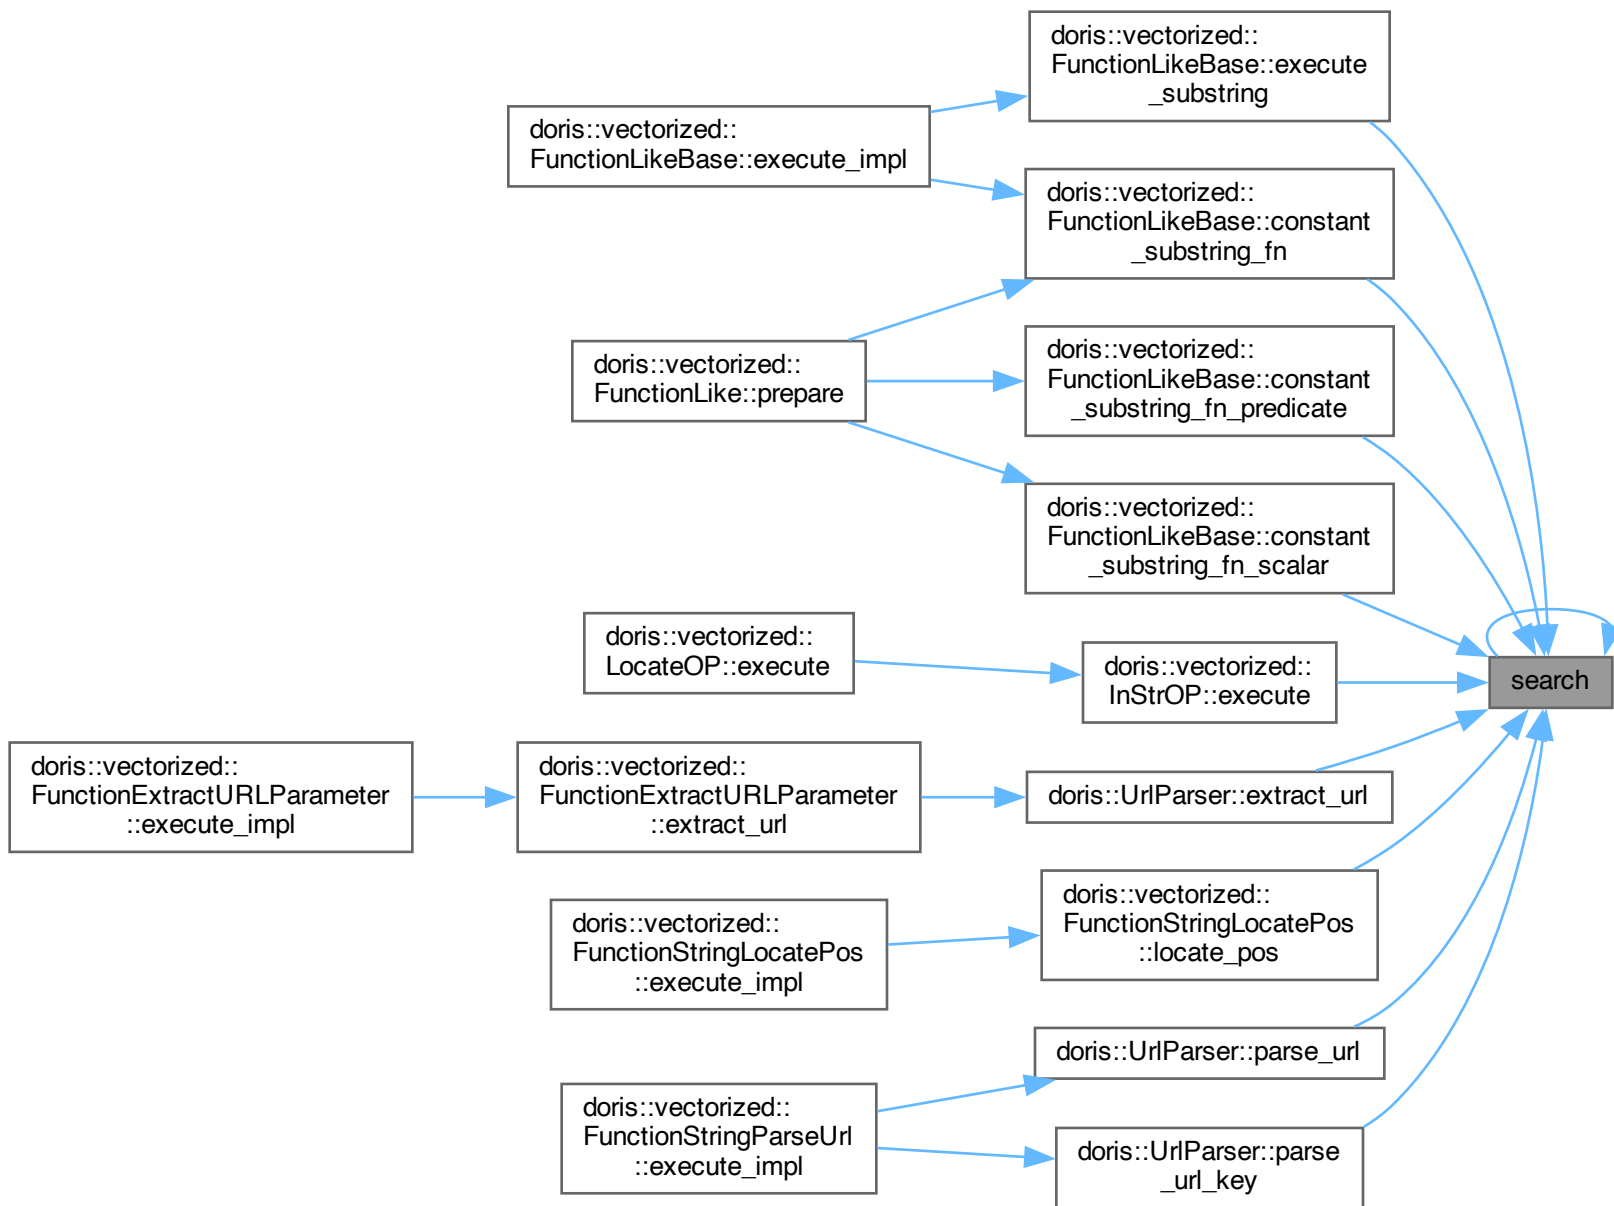 doris::vectorized::
FunctionLikeBase::execute
_substring
doris::vectorized::
FunctionLikeBase::execute_impl
doris::vectorized::
FunctionLikeBase::constant
_substring_fn
doris::vectorized::
FunctionLike::prepare
doris::vectorized::
FunctionLikeBase::constant
_substring_fn_predicate
doris::vectorized::
FunctionLikeBase::constant
_substring_fn_scalar
doris::vectorized::
LocateOP::execute
doris::vectorized::
InStrOP::execute
search
doris::vectorized::
FunctionExtractURLParameter
::execute_impl
doris::vectorized::
FunctionExtractURLParameter
::extract_url
doris::UrlParser::extract_url
doris::vectorized::
FunctionStringLocatePos
::execute_impl
doris::vectorized::
FunctionStringLocatePos
::locate_pos
doris::UrlParser::parse_url
doris::vectorized::
FunctionStringParseUrl
::execute_impl
doris::UrlParser::parse
_url_key